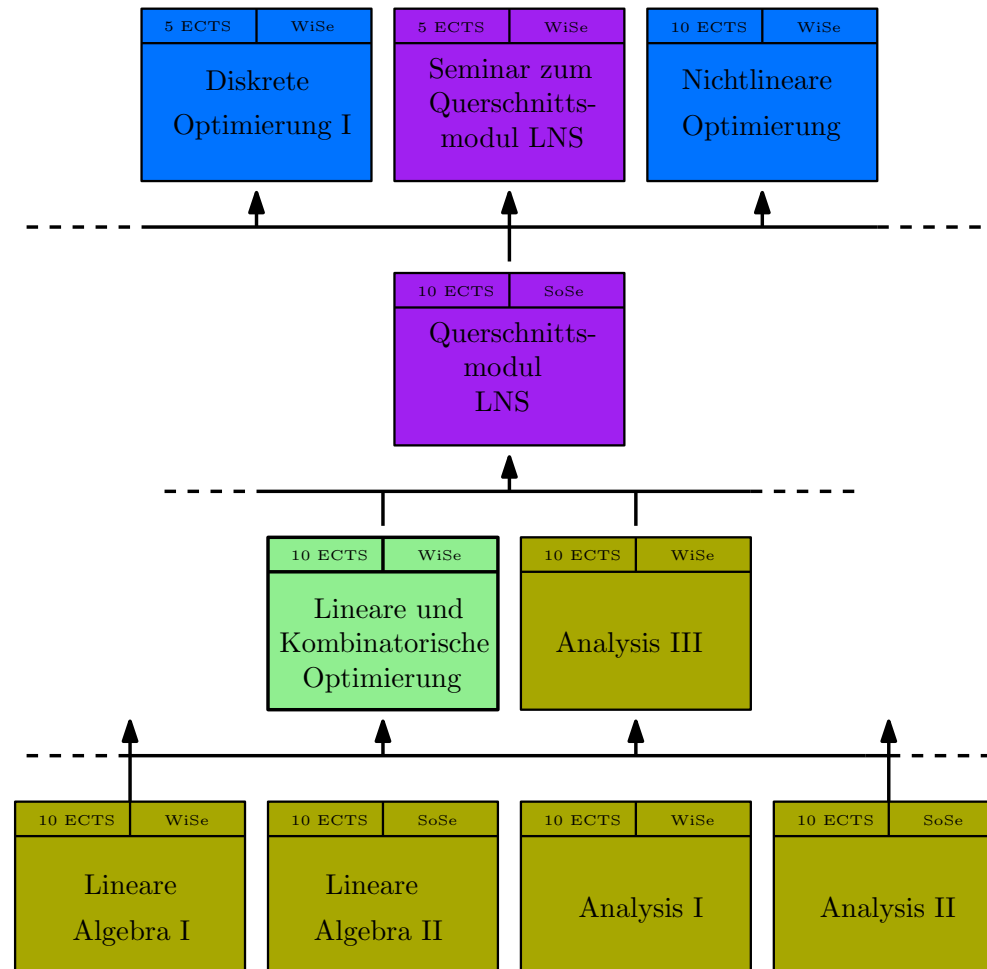 5 ECTS WiSe
Diskrete
Optimierung I
5 ECTS WiSe
Seminar zum
Querschnitts-
modul LNS
10 ECTS WiSe
Nichtlineare
Optimierung
10 ECTS SoSe
Querschnitts-
modul
LNS
10 ECTS WiSe
Lineare und
Kombinatorische
Optimierung
10 ECTS WiSe
Analysis III
10 ECTS WiSe
Lineare
Algebra I
10 ECTS SoSe
Lineare
Algebra II
10 ECTS WiSe
Analysis I
10 ECTS SoSe
Analysis II